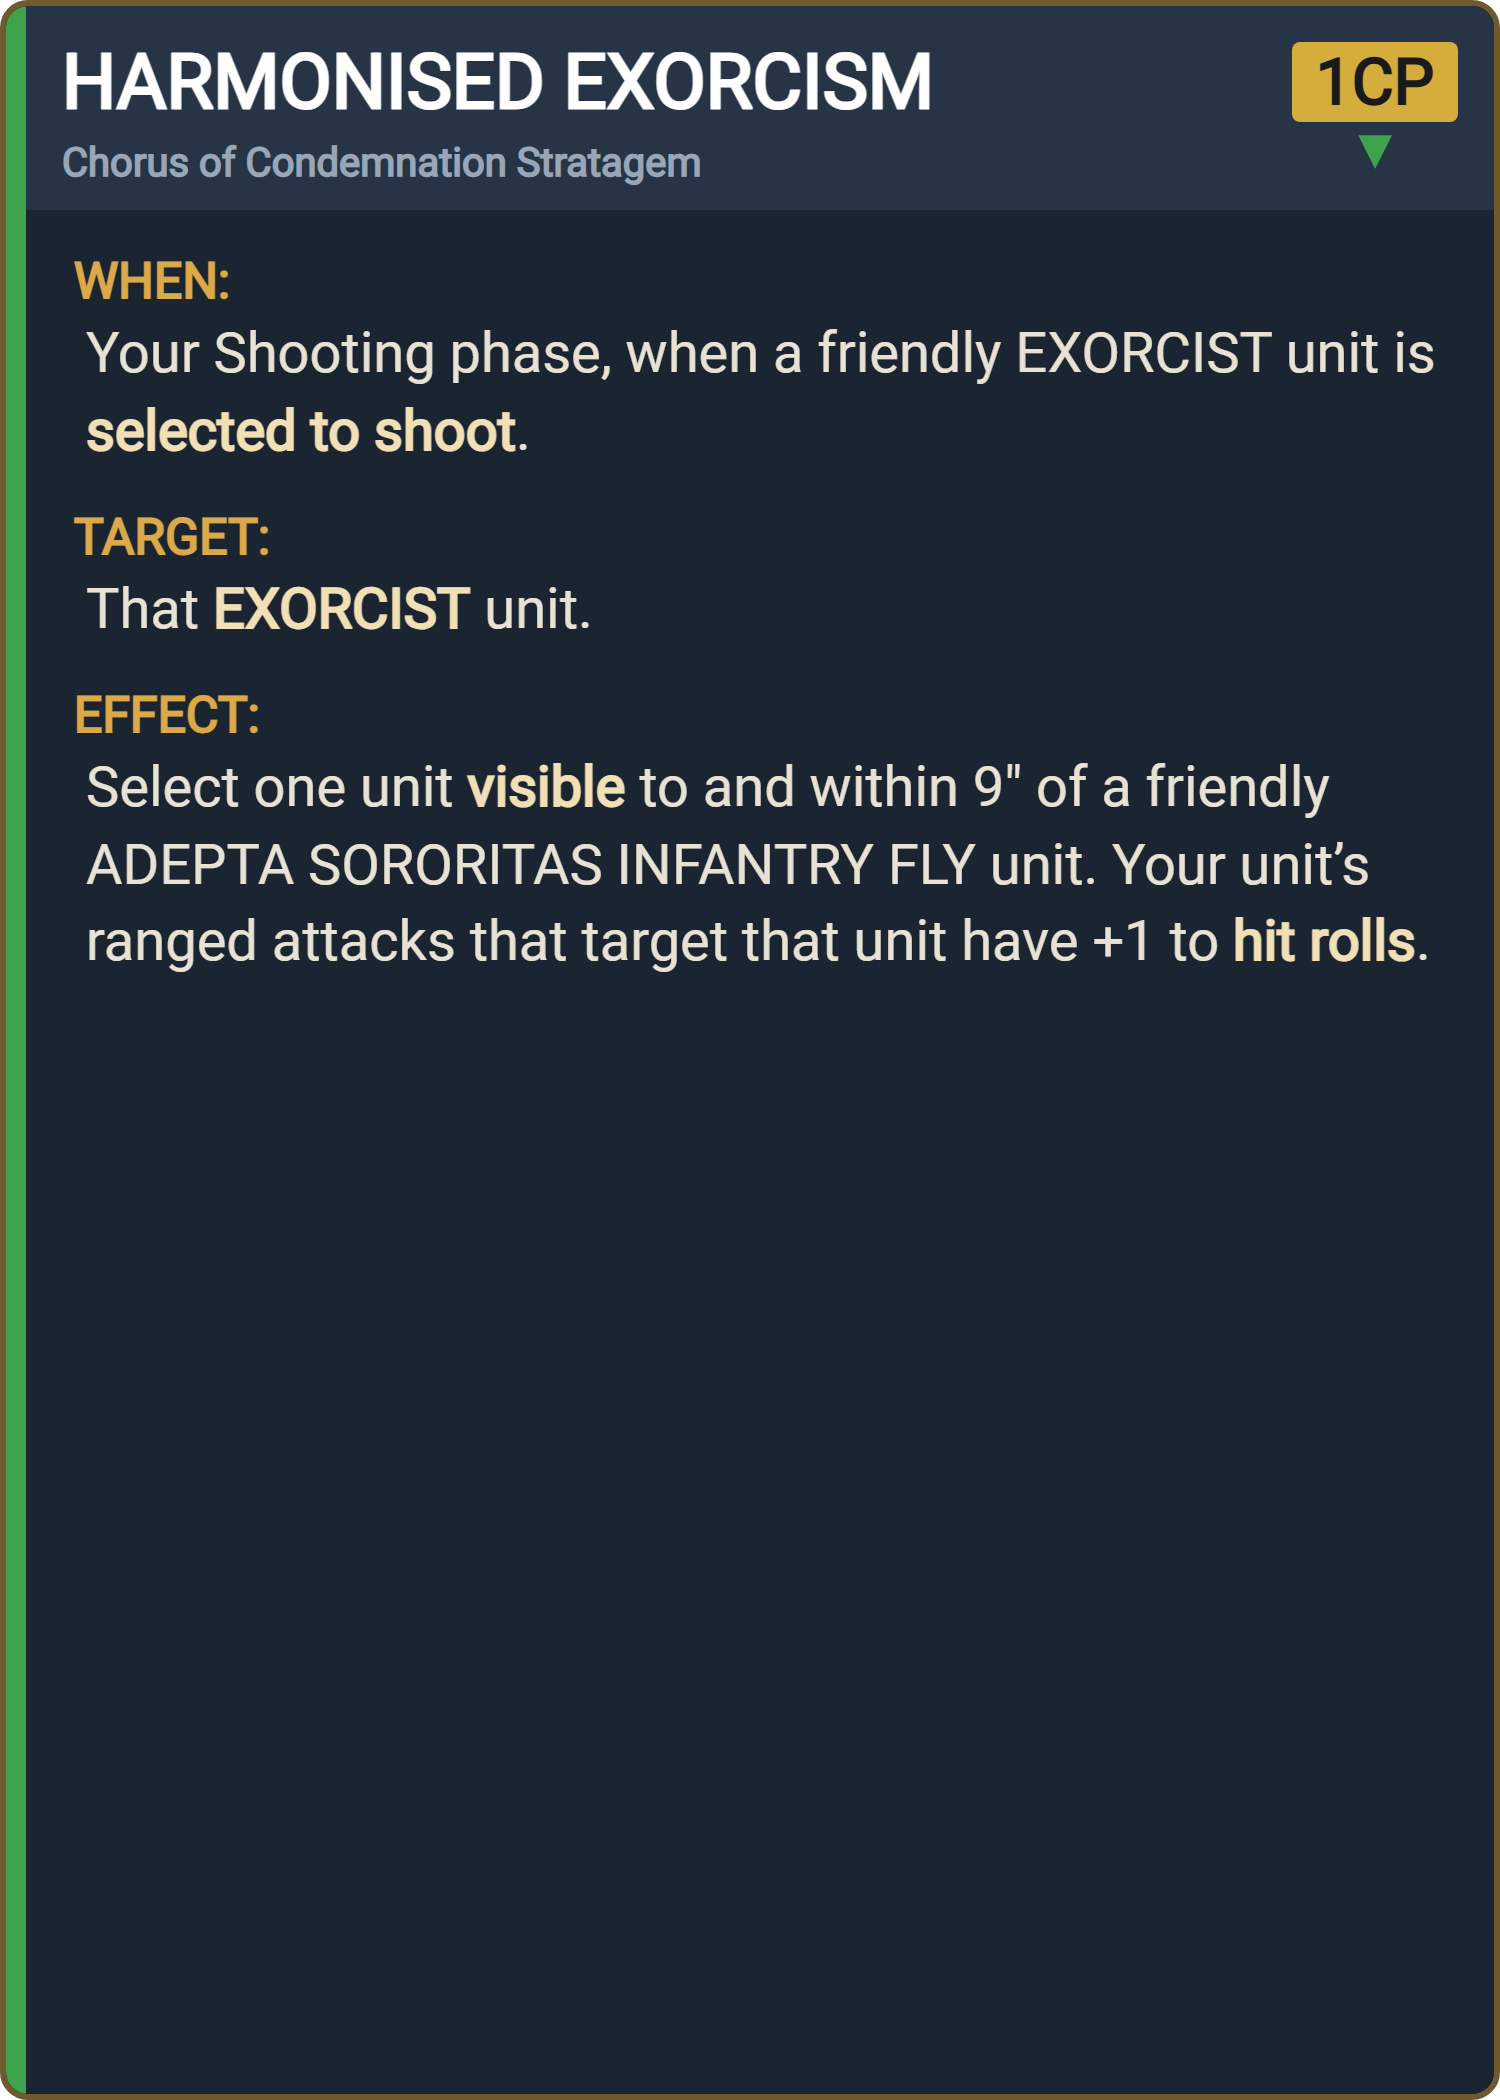 HARMONISED EXORCISM
1CP
Chorus of Condemnation Stratagem
WHEN:
Your Shooting phase, when a friendly EXORCIST unit is
selected to shoot.
TARGET:
That EXORCIST unit.
EFFECT:
Select one unit visible to and within 9" of a friendly
ADEPTA SORORITAS INFANTRY FLY unit. Your unit’s
ranged attacks that target that unit have +1 to hit rolls.